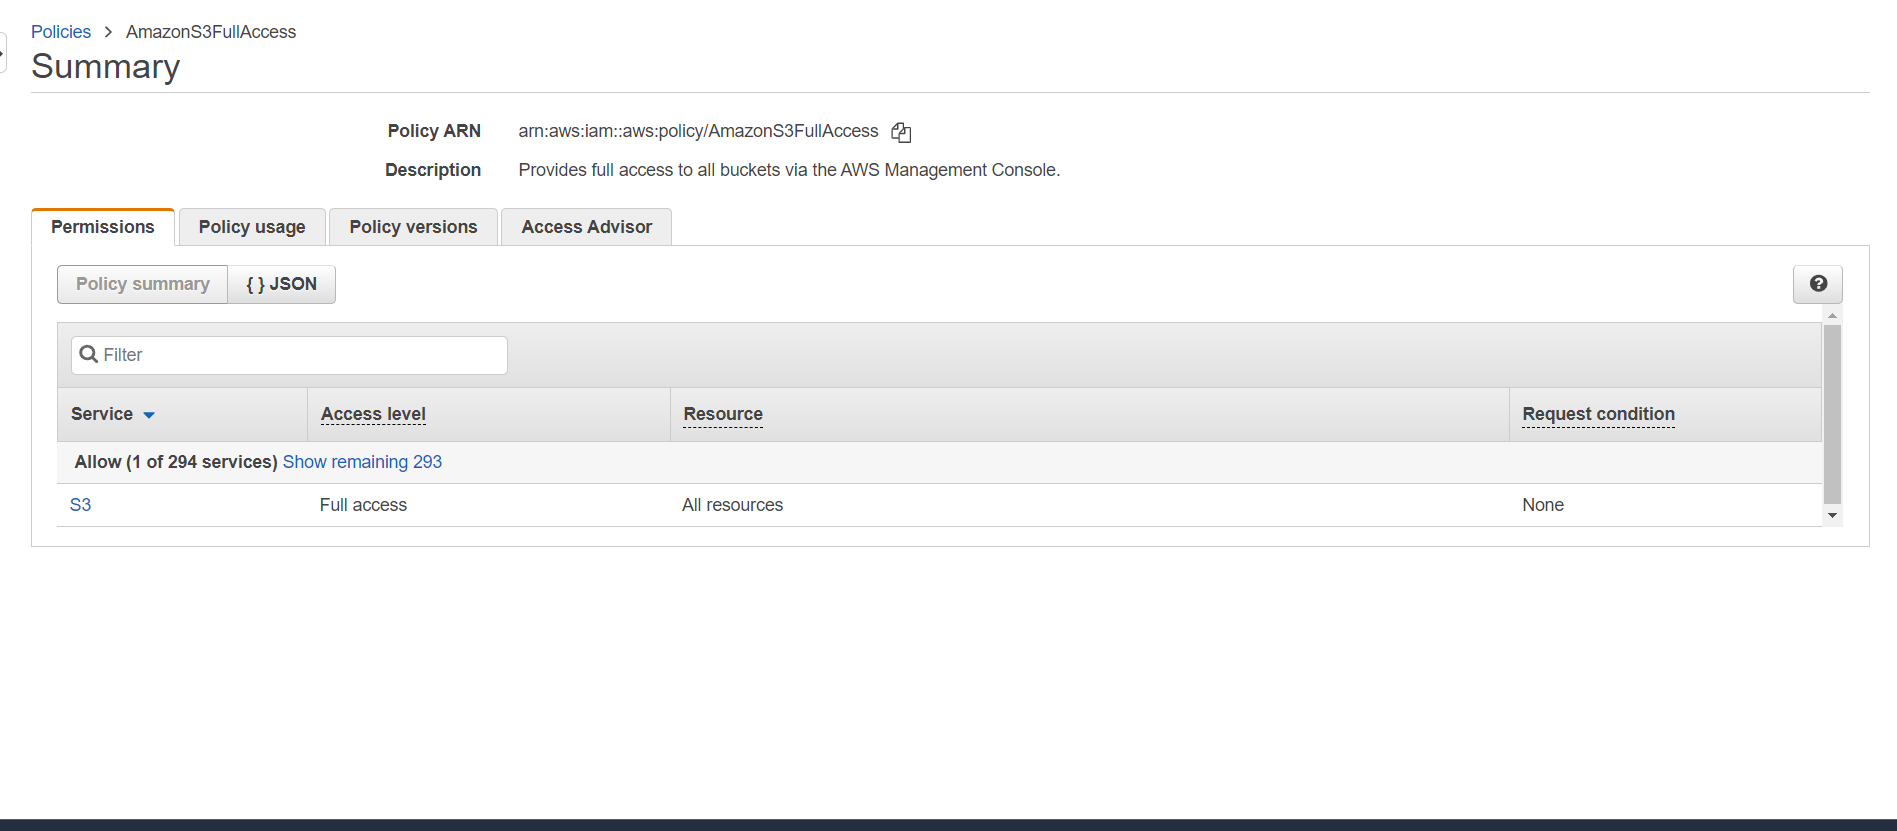 Policies > AmazonS3FullAccess
Summary
Policy ARN arn:aws:iam::aws:policy/AmazonS3FullAccess
Description Provides full access to all buckets via the AWS Management Console.
Permissions Policy usage Policy versions Access Advisor
Policy summary { } JSON ?
Filter
Service Access level Resource Request condition
Allow (1 of 294 services) Show remaining 293
S3 Full access All resources None